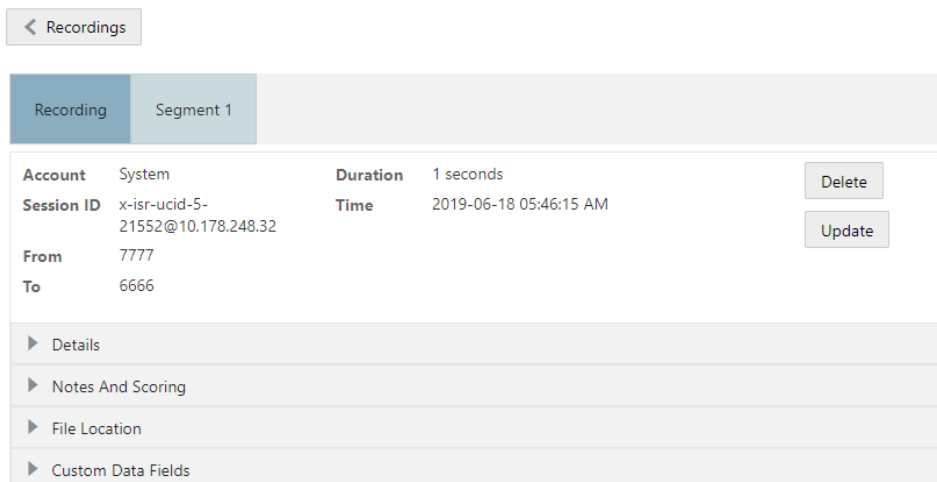 Recordings
Recording Segment 1
Account System Duration 1 seconds Delete
Session ID x-isr-ucid-5- Time 2019-06-18 05:46:15 AM
21552@10.178.248.32 Update
From 7777
To 6666
Details
Notes And Scoring
File Location
Custom Data Fields